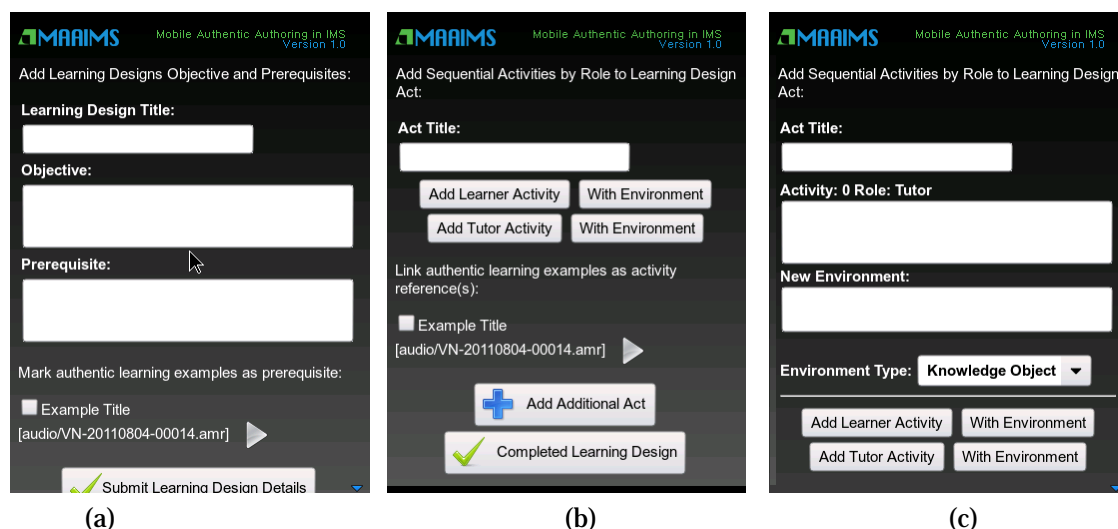 MAAIMS
Mobile Authentic Authoring in IMS
Version 1.0
Add Learning Designs Objective and Prerequisites:
Learning Design Title:
Objective:
Prerequisite:
Mark authentic learning examples as prerequisite:
Example Title
[audio/VN-20110804-00014.amr]
Submit Learning Design Details
(a)
MAAIMS
Mobile Authentic Authoring in IMS
Version 1.0
Add Sequential Activities by Role to Learning Design
Act:
Act Title:
Add Learner Activity With Environment
Add Tutor Activity With Environment
Link authentic learning examples as activity
reference(s):
Example Title
[audio/VN-20110804-00014.amr]
Add Additional Act
Completed Learning Design
(b)
MAAIMS
Mobile Authentic Authoring in IMS
Version 1.0
Add Sequential Activities by Role to Learning Design
Act:
Act Title:
Activity: 0 Role: Tutor
New Environment:
Environment Type: Knowledge Object
Add Learner Activity With Environment
Add Tutor Activity With Environment
(c)